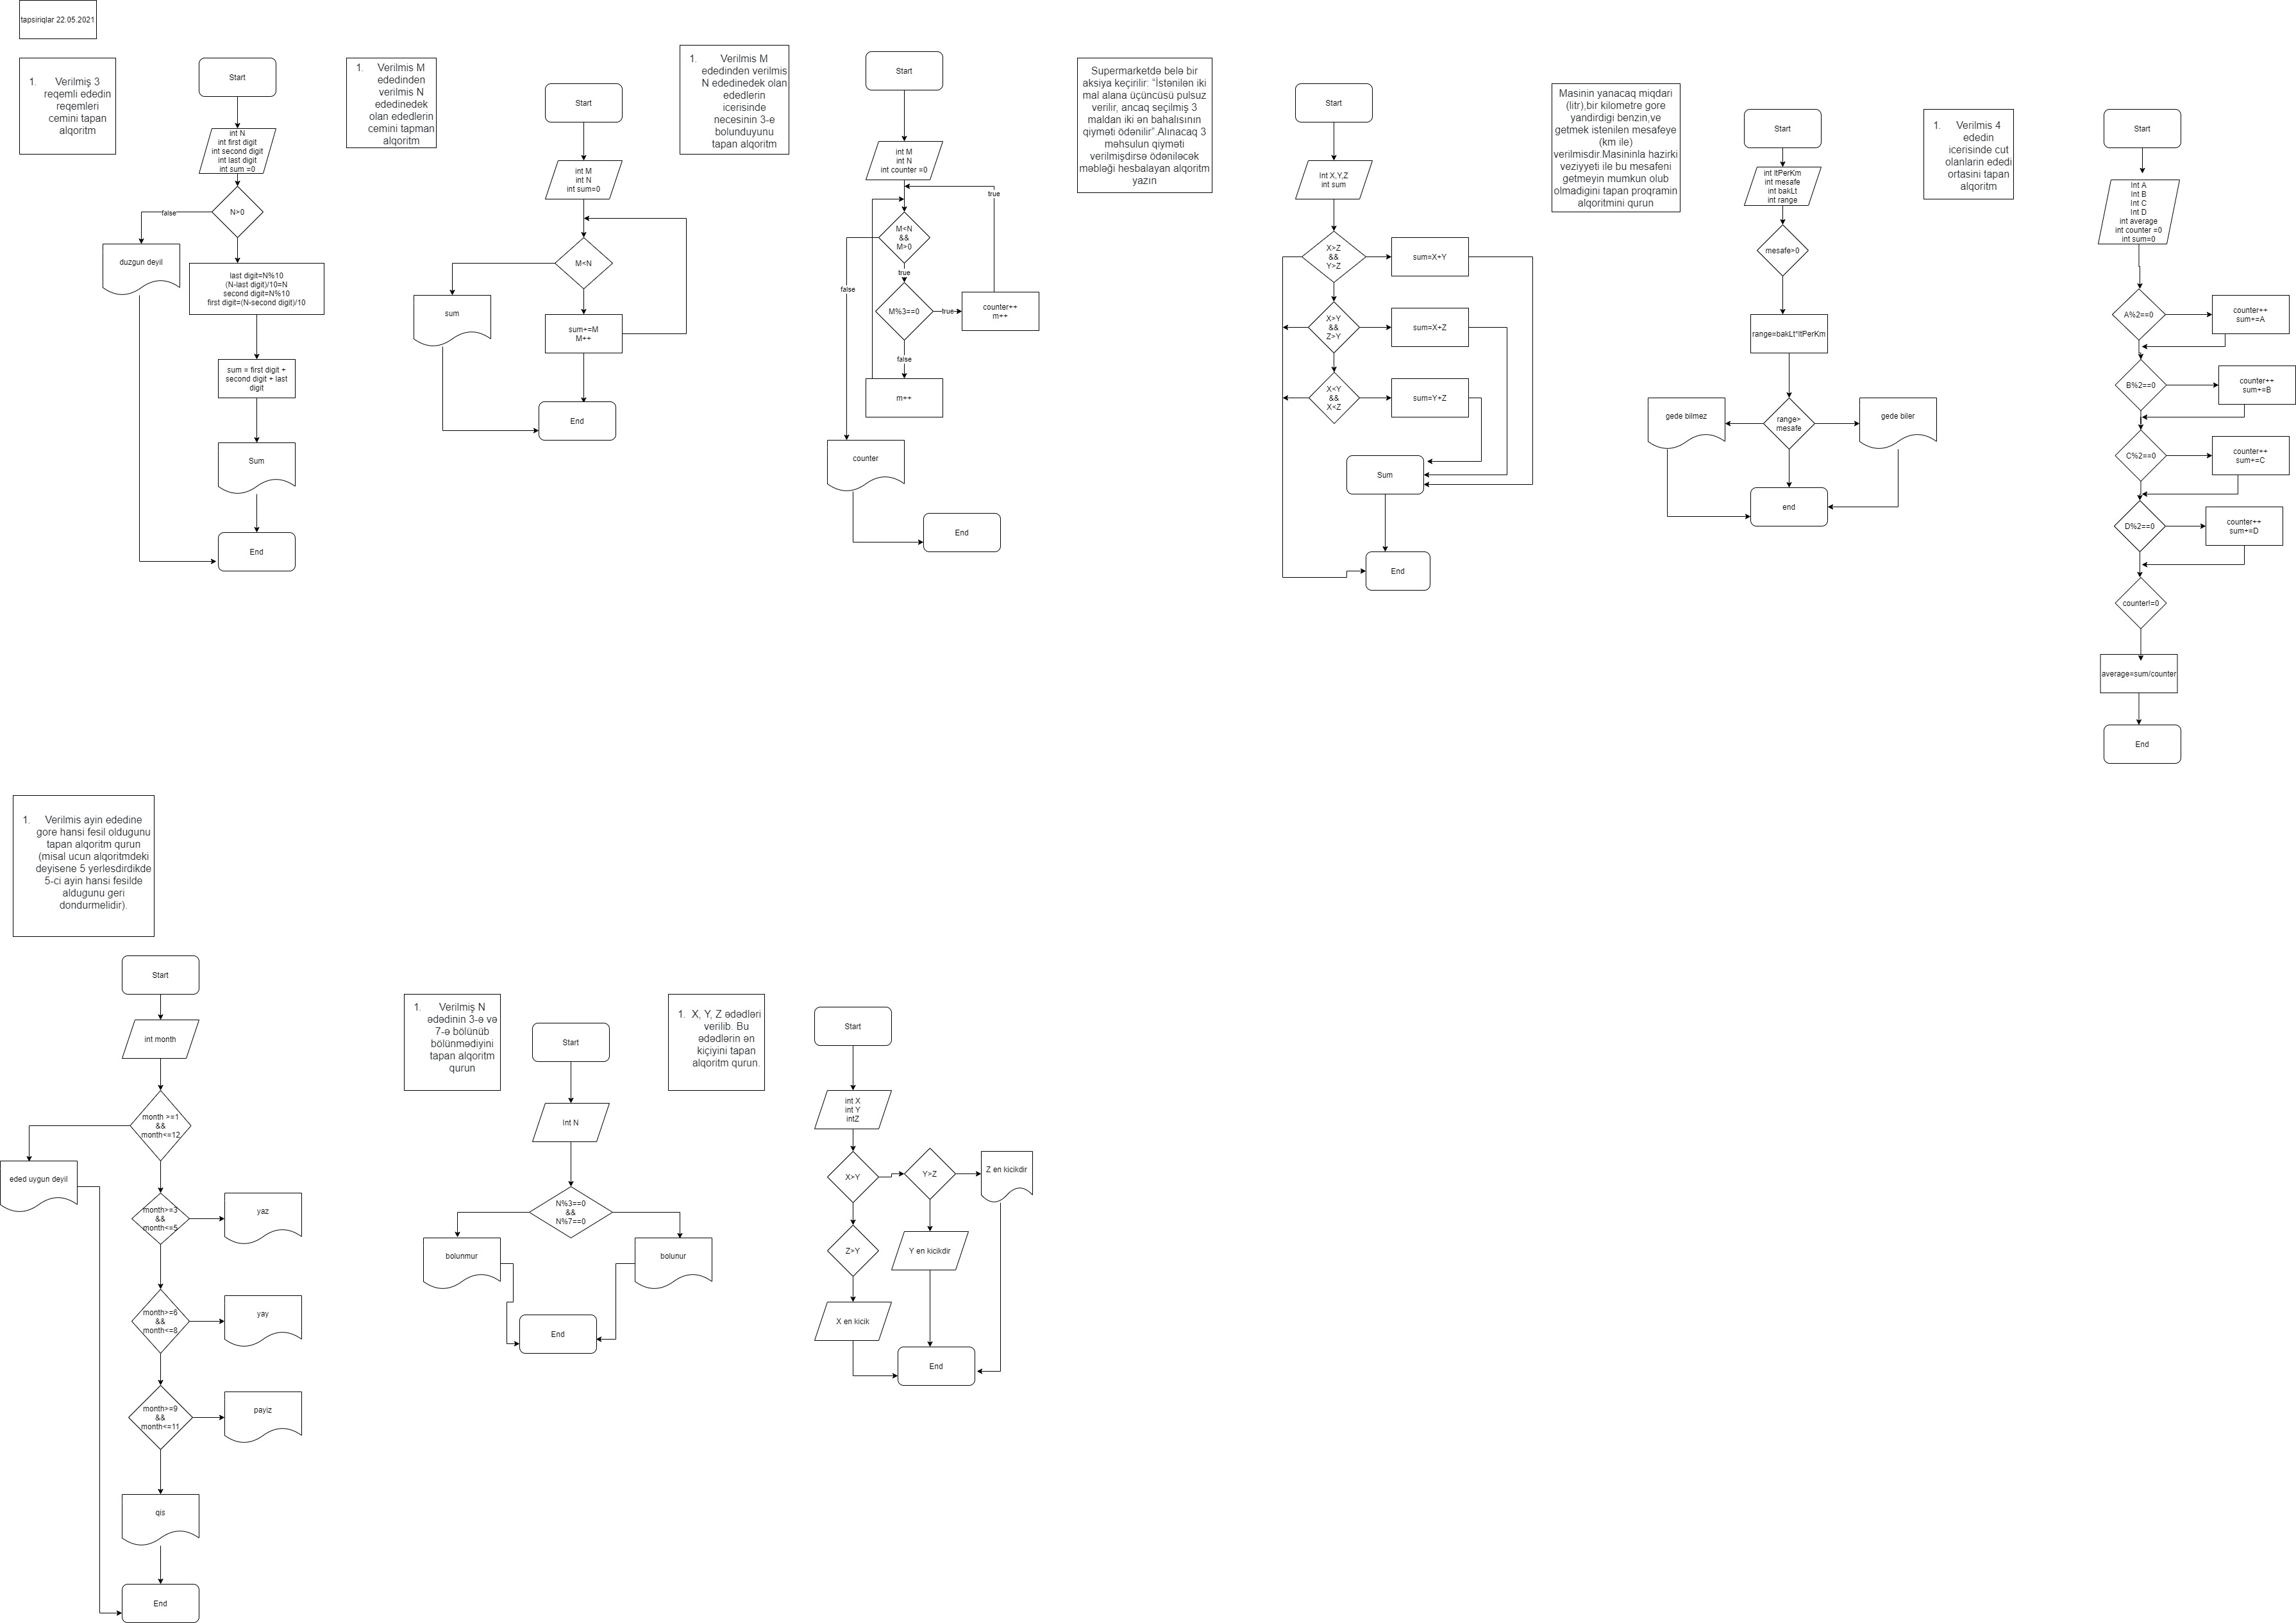 tapsiriqlar 22.05.2021
1. Verilmiş 3
reqemli ededin
reqemleri
cemini tapan
alqoritm
Start
int N
int first digit
int second digit
int last digit
int sum =0
N>0
false
duzgun deyil
last digit=N%10
(N-last digit)/10=N
second digit=N%10
first digit=(N-second digit)/10
sum = first digit +
second digit + last
digit
Sum
End
1. Verilmis M
ededinden
verilmis N
ededinedek
olan ededlerin
cemini tapman
alqoritm
Start
int M
int N
int sum=0
M<N
sum
sum+=M
M++
End
1. Verilmis M
ededinden verilmis
N ededinedek olan
ededlerin
icerisinde
necesinin 3-e
bolunduyunu
tapan alqoritm
Start
int M
int N
int counter =0
true
M<N
&&
M>0
true
false
M%3==0
true
counter++
m++
false
m++
counter
End
Supermarketdə belə bir
aksiya keçirilir: “İstənilən iki
mal alana üçüncüsü pulsuz
verilir, ancaq seçilmiş 3
maldan iki ən bahalısının
qiyməti ödənilir”.Alınacaq 3
məhsulun qiyməti
verilmişdirsə ödəniləcək
məbləği hesbalayan alqoritm
yazın
Start
Int X,Y,Z
int sum
X>Z
&&
Y>Z
sum=X+Y
X>Y
&&
Z>Y
sum=X+Z
X<Y
&&
X<Z
sum=Y+Z
Sum
End
Masinin yanacaq miqdari
(litr),bir kilometre gore
yandirdigi benzin,ve
getmek istenilen mesafeye
(km ile)
verilmisdir.Masininla hazirki
veziyyeti ile bu mesafeni
getmeyin mumkun olub
olmadigini tapan proqramin
alqoritmini qurun
Start
int ltPerKm
int mesafe
int bakLt
int range
mesafe>0
range=bakLt*ltPerKm
gede bilmez
range>
mesafe
gede biler
end
1. Verilmis 4
ededin
icerisinde cut
olanlarin ededi
ortasini tapan
alqoritm
Start
Int A
Int B
Int C
Int D
int average
int counter =0
int sum=0
A%2==0
counter++
sum+=A
B%2==0
counter++
sum+=B
C%2==0
counter++
sum+=C
D%2==0
counter++
sum+=D
counter!=0
average=sum/counter
End
1. Verilmis ayin ededine
gore hansi fesil oldugunu
tapan alqoritm qurun
(misal ucun alqoritmdeki
deyisene 5 yerlesdirdikde
5-ci ayin hansi fesilde
aldugunu geri
dondurmelidir).
Start
int month
month >=1
&&
month<=12
eded uygun deyil
month>=3
&&
month<=5
yaz
month>=6
&&
month<=8
yay
month>=9
&&
month<=11
payiz
qis
End
1. Verilmiş N
ədədinin 3-ə və
7-ə bölünüb
bölünmədiyini
tapan alqoritm
qurun
Start
Int N
N%3==0
&&
N%7==0
bolunmur
bolunur
End
1. X, Y, Z ədədləri
verilib. Bu
ədədlərin ən
kiçiyini tapan
alqoritm qurun.
Start
int X
int Y
intZ
X>Y
Y>Z
Z en kicikdir
Z>Y
Y en kicikdir
X en kicik
End